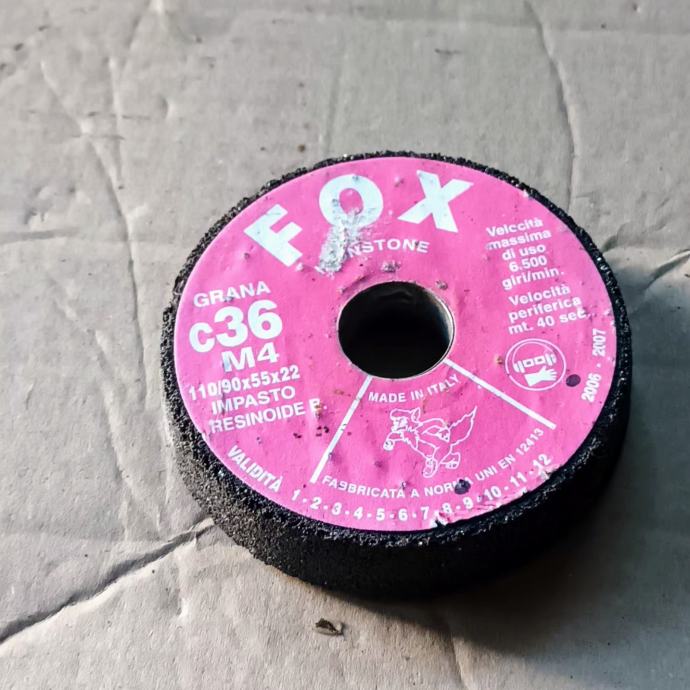 FOX
GRANA
C36
M4
110/90x55x22
IMPASTO
RESINOIDE
Velocità
massima
di uso
6.500
giri/min.
Velocità
periferica
mt. 40 sec.
MADE IN ITALY
FABBRICATA A NORME UNI EN 12413
VALIDITÀ 1·2·3·4·5·6·7·8·9·10·11·12
2006 · 2007